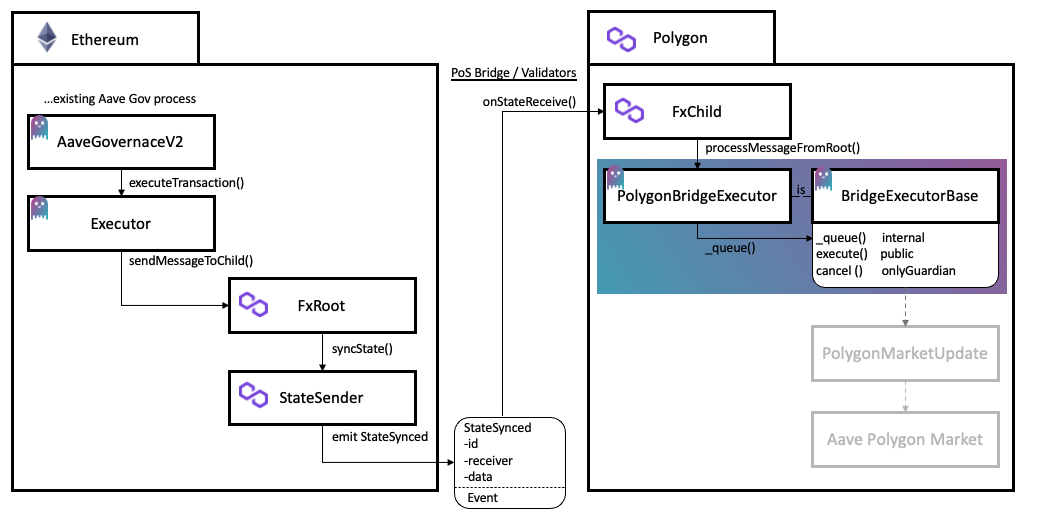 Ethereum
...existing Aave Gov process
AaveGovernaceV2
executeTransaction()
Executor
sendMessageToChild()
FxRoot
syncState()
StateSender
emit StateSynced
PoS Bridge / Validators
onStateReceive()
StateSynced
-id
-receiver
-data
Event
Polygon
FxChild
processMessageFromRoot()
PolygonBridgeExecutor
is
BridgeExecutorBase
_queue()
_queue() internal
execute() public
cancel () onlyGuardian
PolygonMarketUpdate
Aave Polygon Market